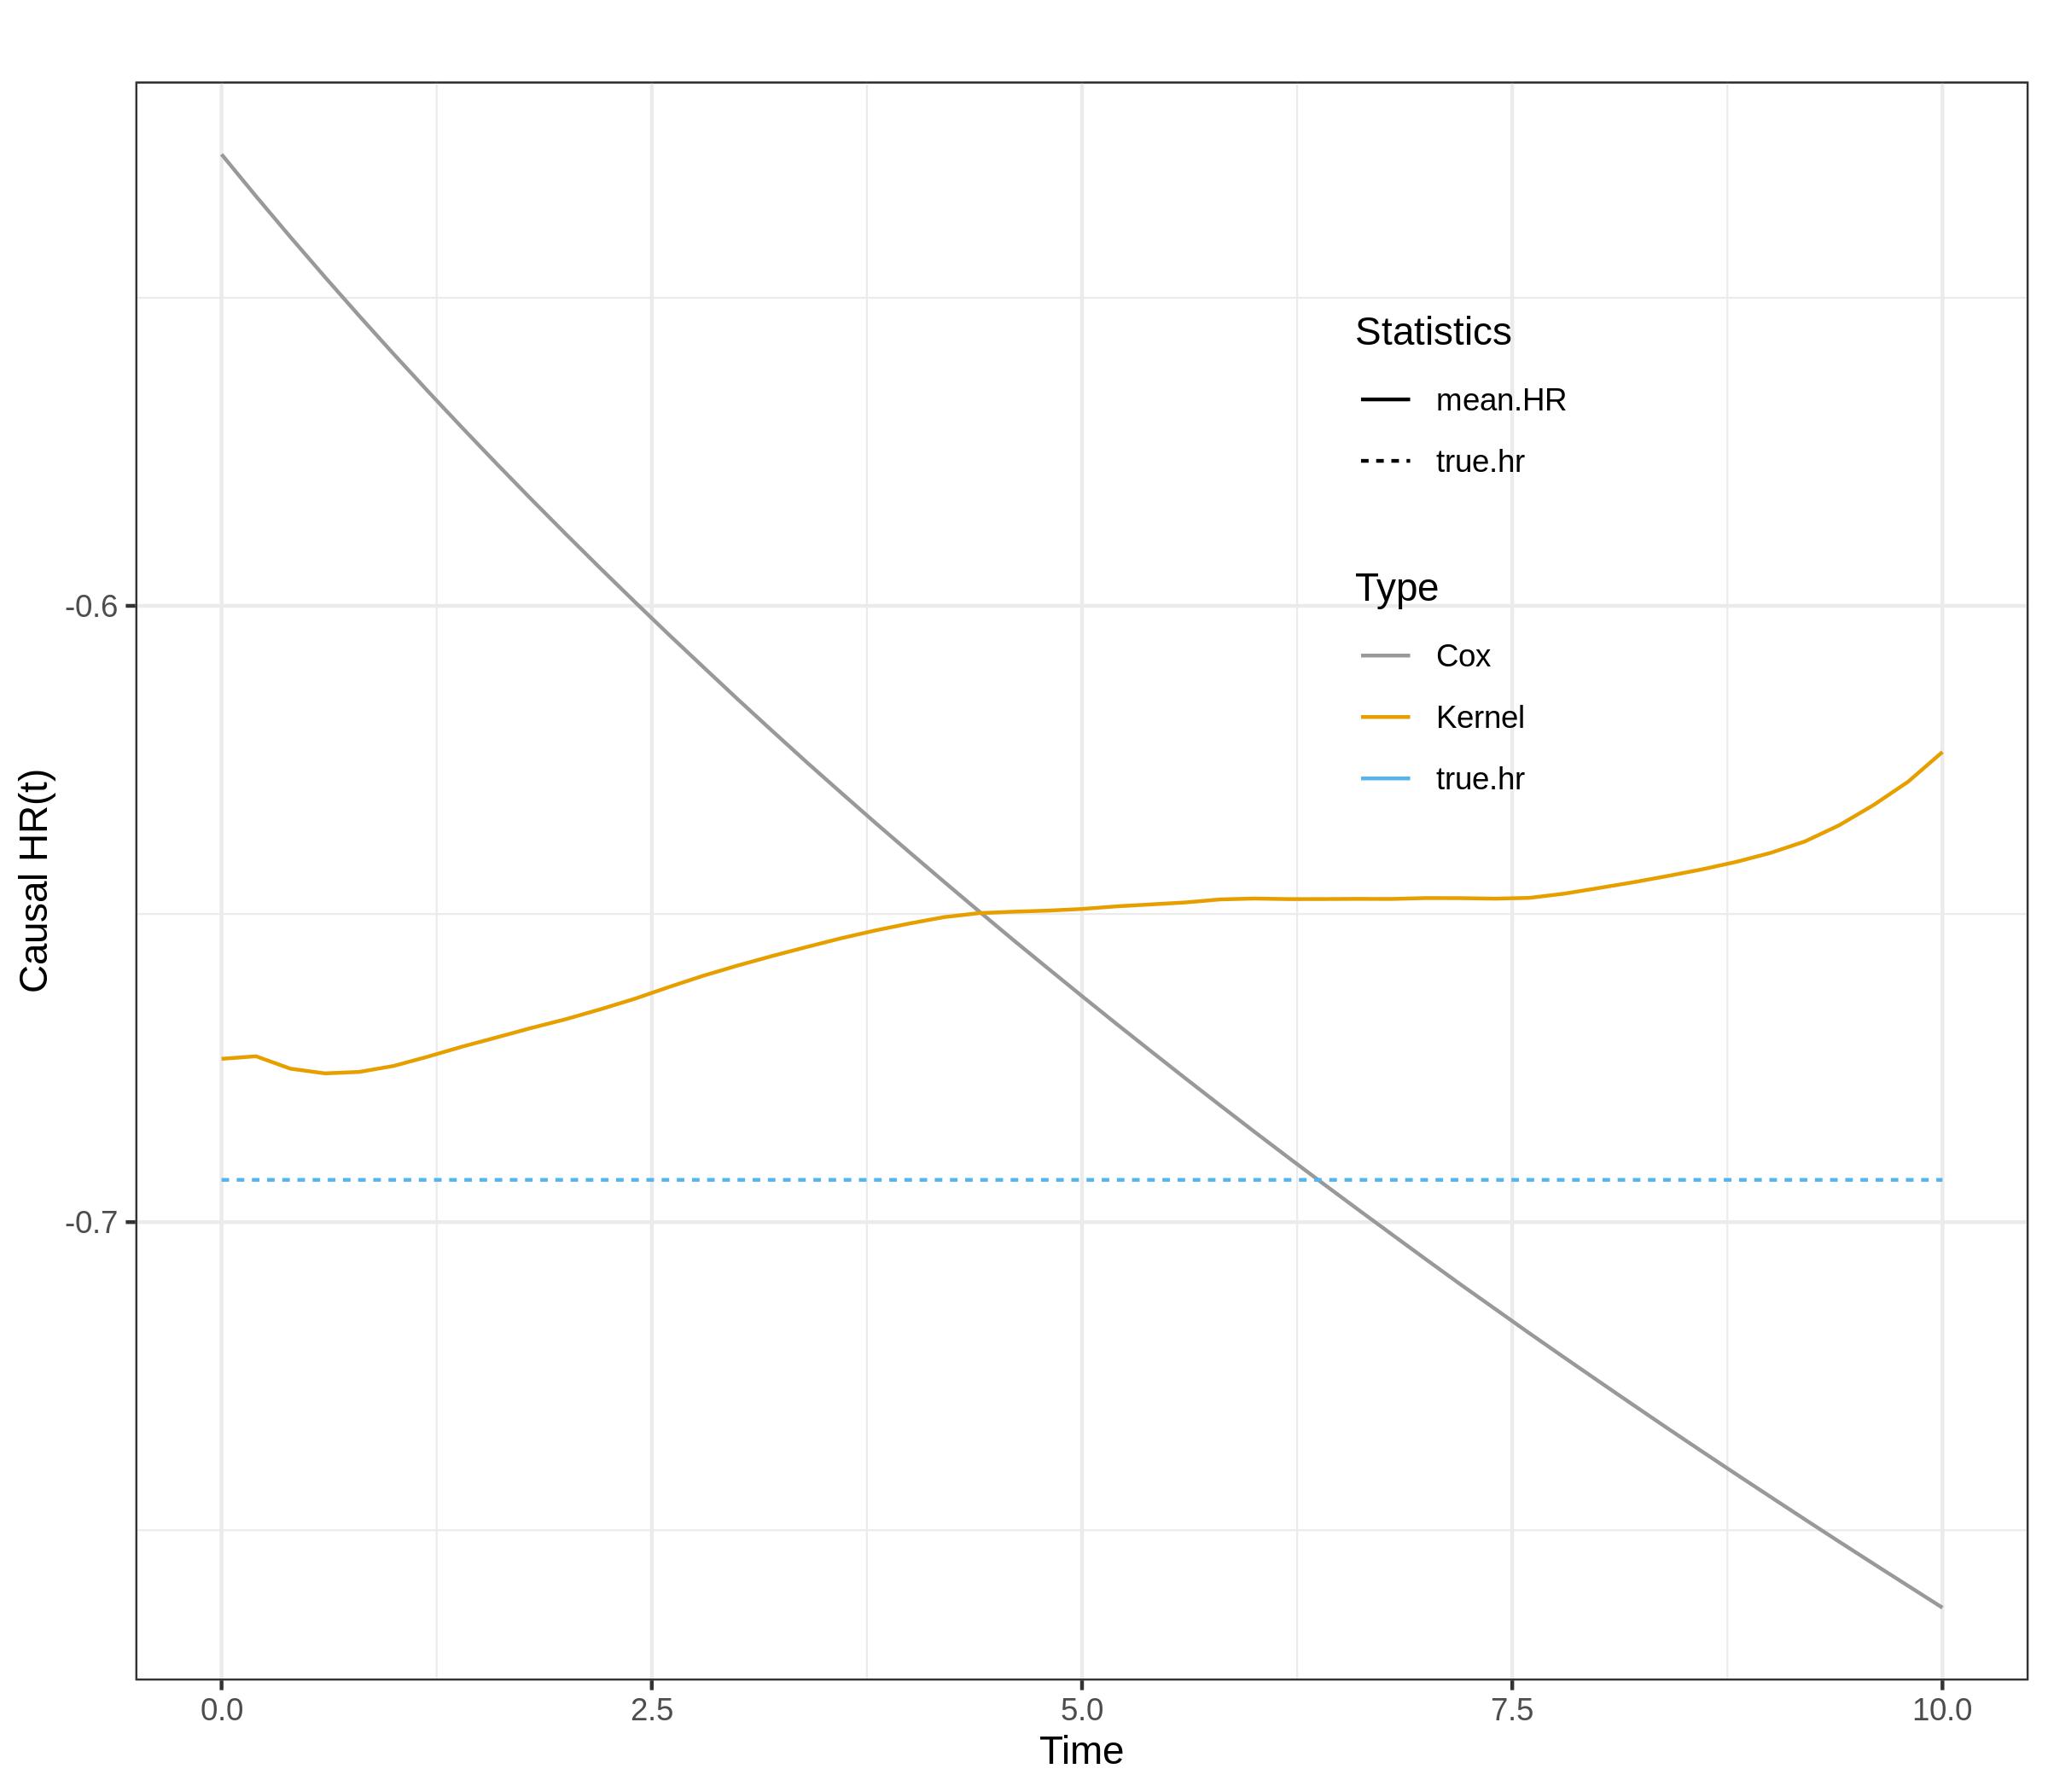 Causal HR(t)
-0.6
-0.7
Statistics
mean.HR
true.hr
Type
Cox
Kernel
true.hr
0.0 2.5 5.0 7.5 10.0
Time